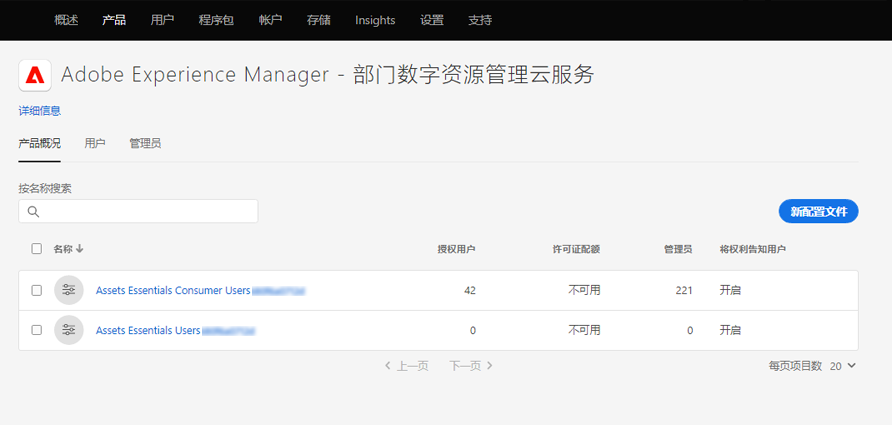 概述 产品 用户 程序包 帐户 存储 Insights 设置 支持
Adobe Experience Manager - 部门数字资源管理云服务
详细信息
产品概况 用户 管理员
按名称搜索
新配置文件
名称 授权用户 许可证配额 管理员 将权利告知用户
Assets Essentials Consumer Users 42 不可用 221 开启
Assets Essentials Users 0 不可用 0 开启
上一页 下一页 每页项目数 20